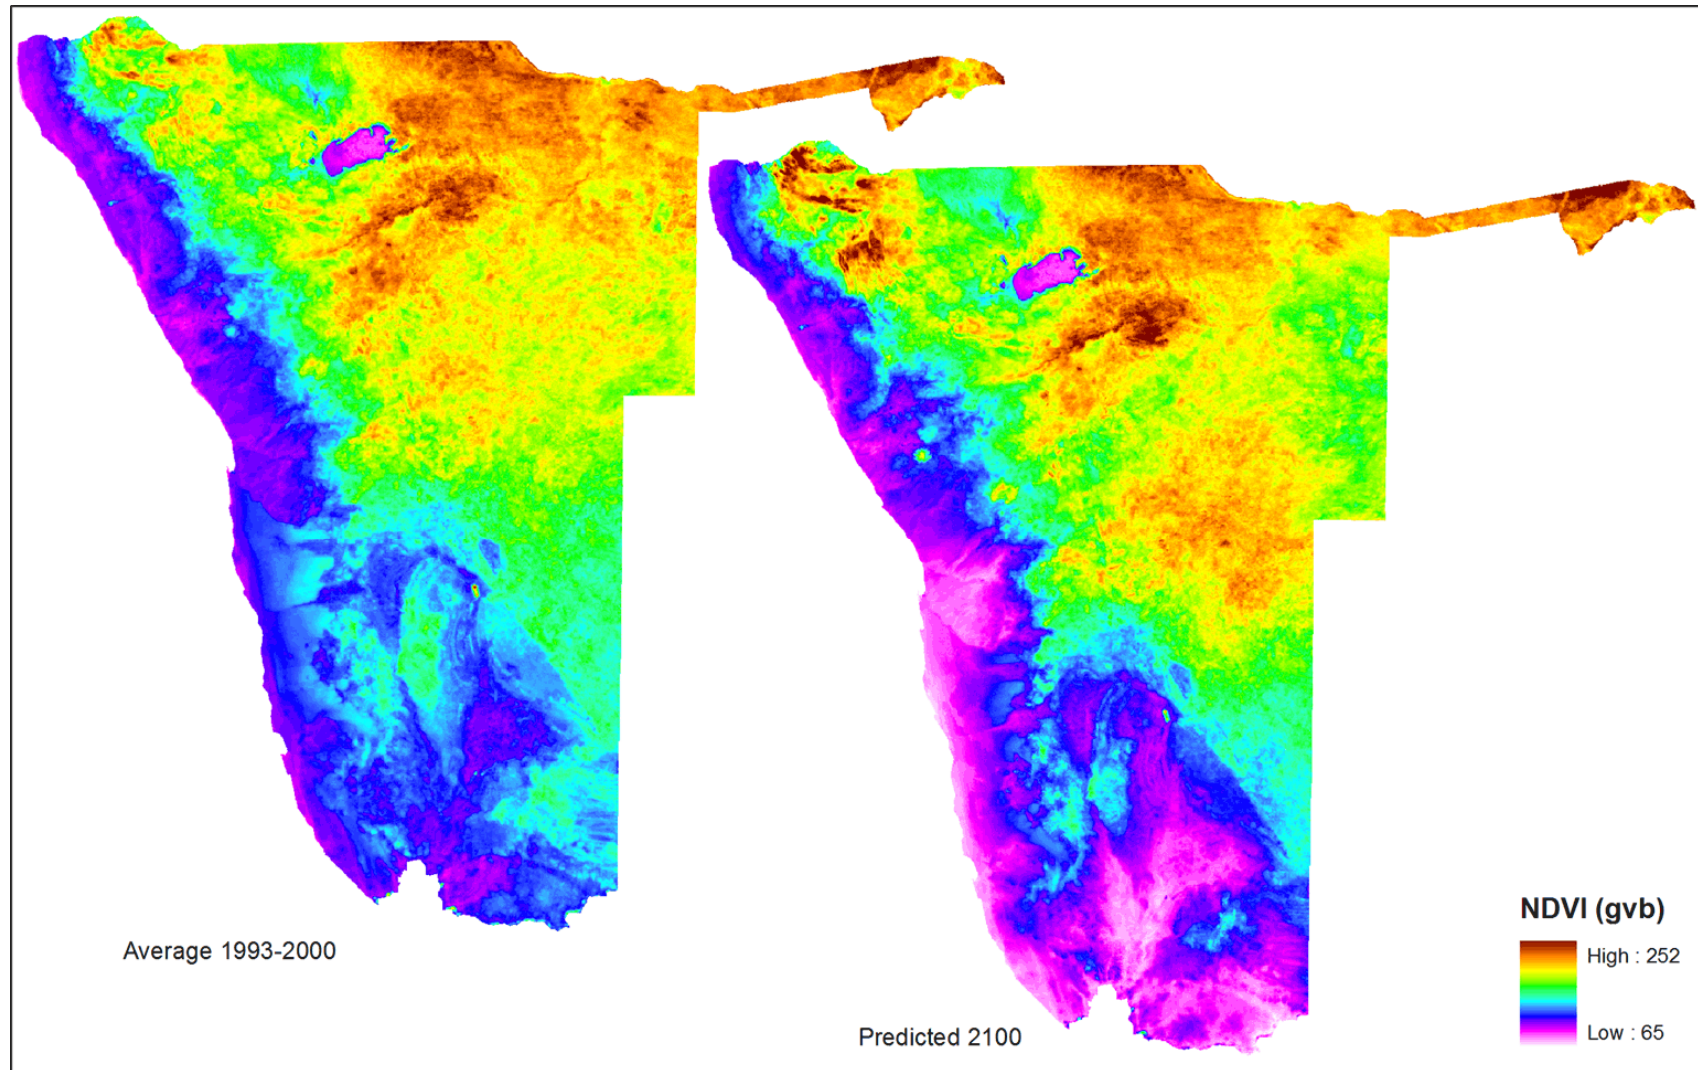 Average 1993-2000
Predicted 2100
NDVI (gvb)
High : 252
Low : 65